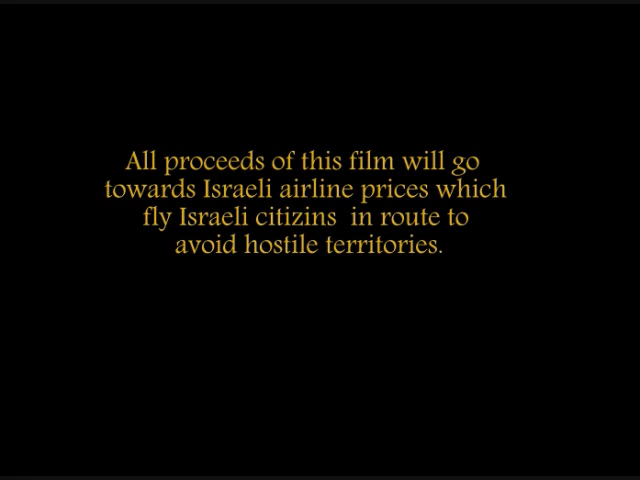 All proceeds of this film will go
towards Israeli airline prices which
fly Israeli citizins  in route to
avoid hostile territories.